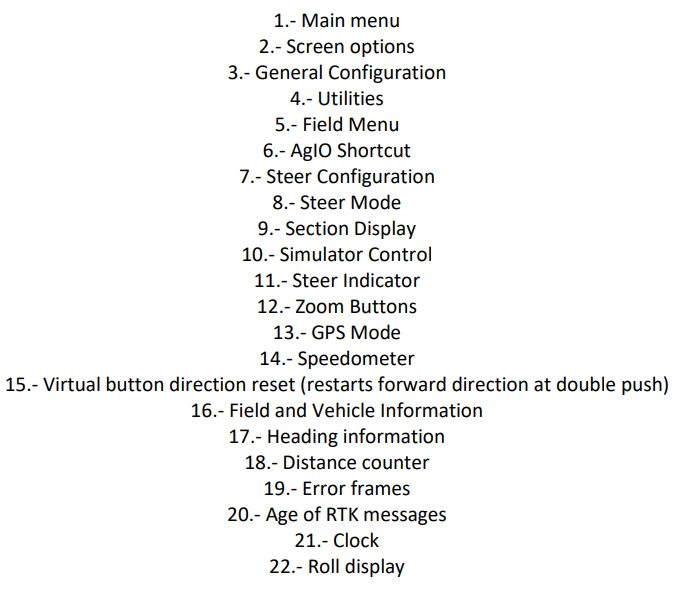 1.- Main menu
2.- Screen options
3.- General Configuration
4.- Utilities
5.- Field Menu
6.- AgIO Shortcut
7.- Steer Configuration
8.- Steer Mode
9.- Section Display
10.- Simulator Control
11.- Steer Indicator
12.- Zoom Buttons
13.- GPS Mode
14.- Speedometer
15.- Virtual button direction reset (restarts forward direction at double push)
16.- Field and Vehicle Information
17.- Heading information
18.- Distance counter
19.- Error frames
20.- Age of RTK messages
21.- Clock
22.- Roll display